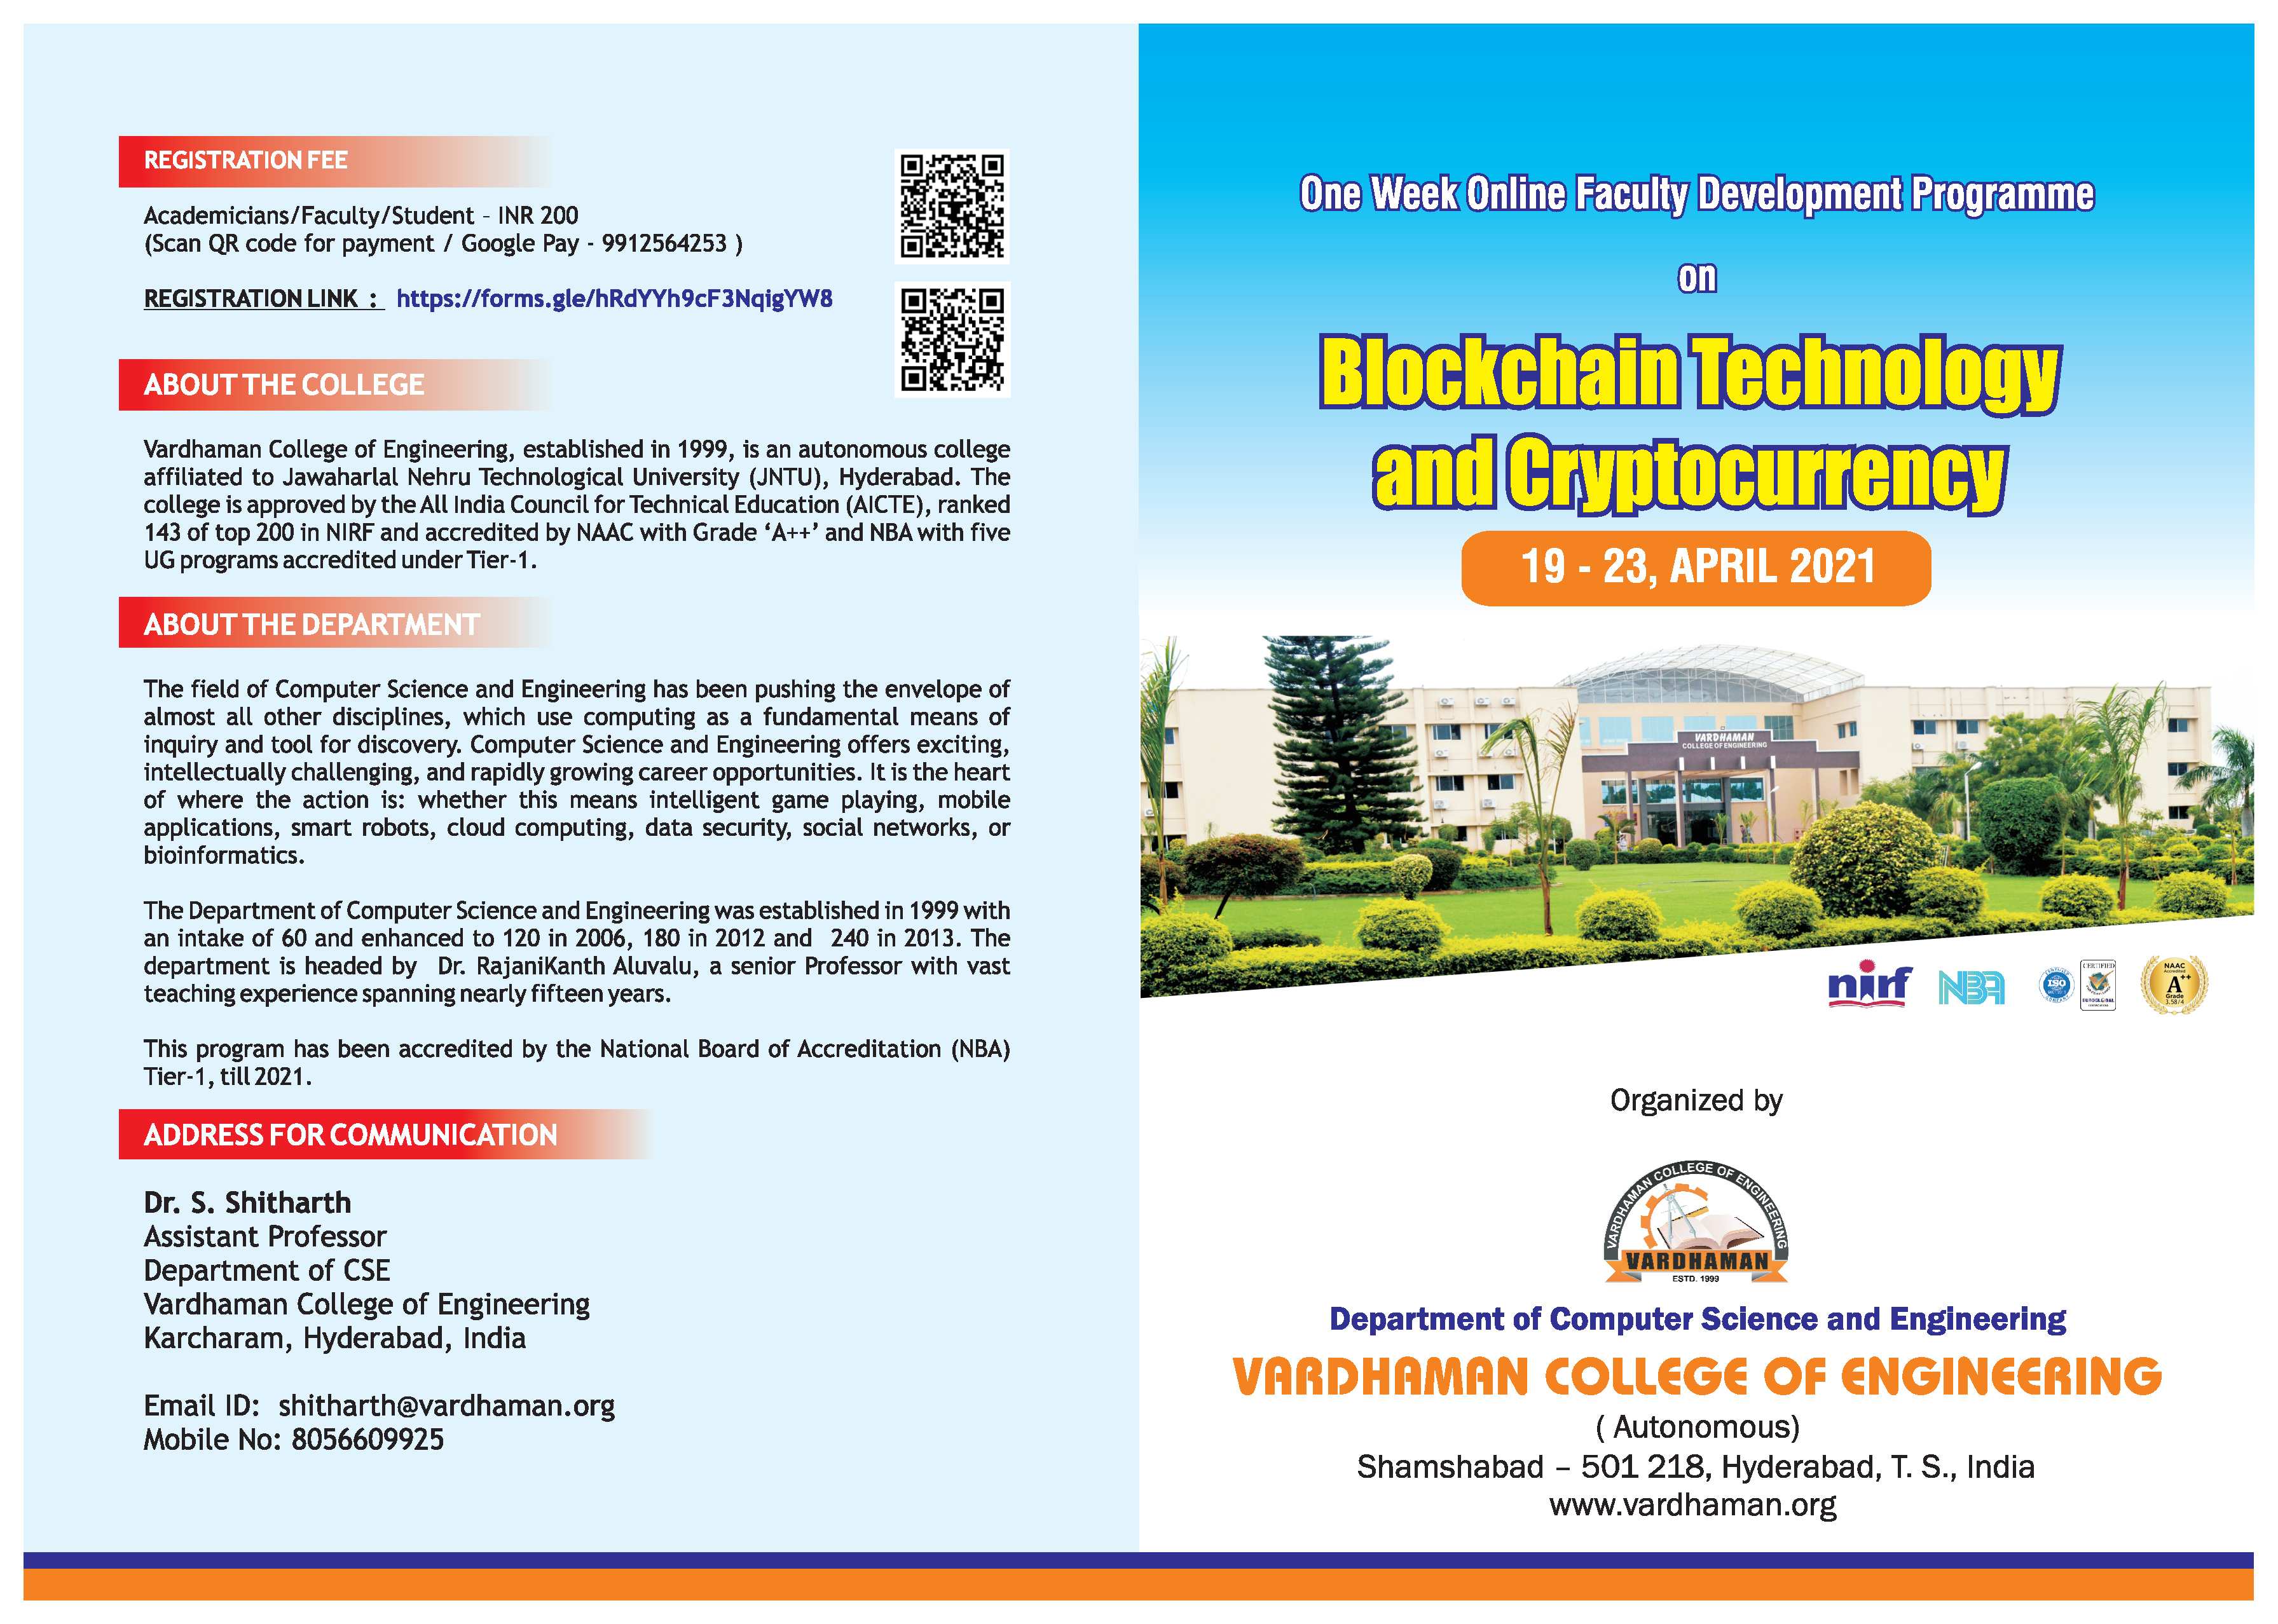 REGISTRATION FEE
Academicians/Faculty/Student – INR 200
(Scan QR code for payment / Google Pay - 9912564253 )
REGISTRATION LINK : https://forms.gle/hRdYYh9cF3NqigYW8
ABOUT THE COLLEGE
Vardhaman College of Engineering, established in 1999, is an autonomous college
affiliated to Jawaharlal Nehru Technological University (JNTU), Hyderabad. The
college is approved by the All India Council for Technical Education (AICTE), ranked
143 of top 200 in NIRF and accredited by NAAC with Grade ‘A++’ and NBA with five
UG programs accredited under Tier-1.
ABOUT THE DEPARTMENT
The field of Computer Science and Engineering has been pushing the envelope of
almost all other disciplines, which use computing as a fundamental means of
inquiry and tool for discovery. Computer Science and Engineering offers exciting,
intellectually challenging, and rapidly growing career opportunities. It is the heart
of where the action is: whether this means intelligent game playing, mobile
applications, smart robots, cloud computing, data security, social networks, or
bioinformatics.
The Department of Computer Science and Engineering was established in 1999 with
an intake of 60 and enhanced to 120 in 2006, 180 in 2012 and 240 in 2013. The
department is headed by Dr. RajaniKanth Aluvalu, a senior Professor with vast
teaching experience spanning nearly fifteen years.
This program has been accredited by the National Board of Accreditation (NBA)
Tier-1, till 2021.
ADDRESS FOR COMMUNICATION
Dr. S. Shitharth
Assistant Professor
Department of CSE
Vardhaman College of Engineering
Karcharam, Hyderabad, India
Email ID: shitharth@vardhaman.org
Mobile No: 8056609925
One Week Online Faculty Development Programme
on
Blockchain Technology
and Cryptocurrency
19 - 23, APRIL 2021
VARDHAMAN
COLLEGE OF ENGINEERING
nirf
NBA
ISO
CERTIFIED
NAAC
Accredited
A++
Grade
3.58/4
Organized by
VARDHAMAN COLLEGE OF ENGINEERING
VARDHAMAN
ESTD. 1999
Department of Computer Science and Engineering
VARDHAMAN COLLEGE OF ENGINEERING
( Autonomous)
Shamshabad – 501 218, Hyderabad, T. S., India
www.vardhaman.org